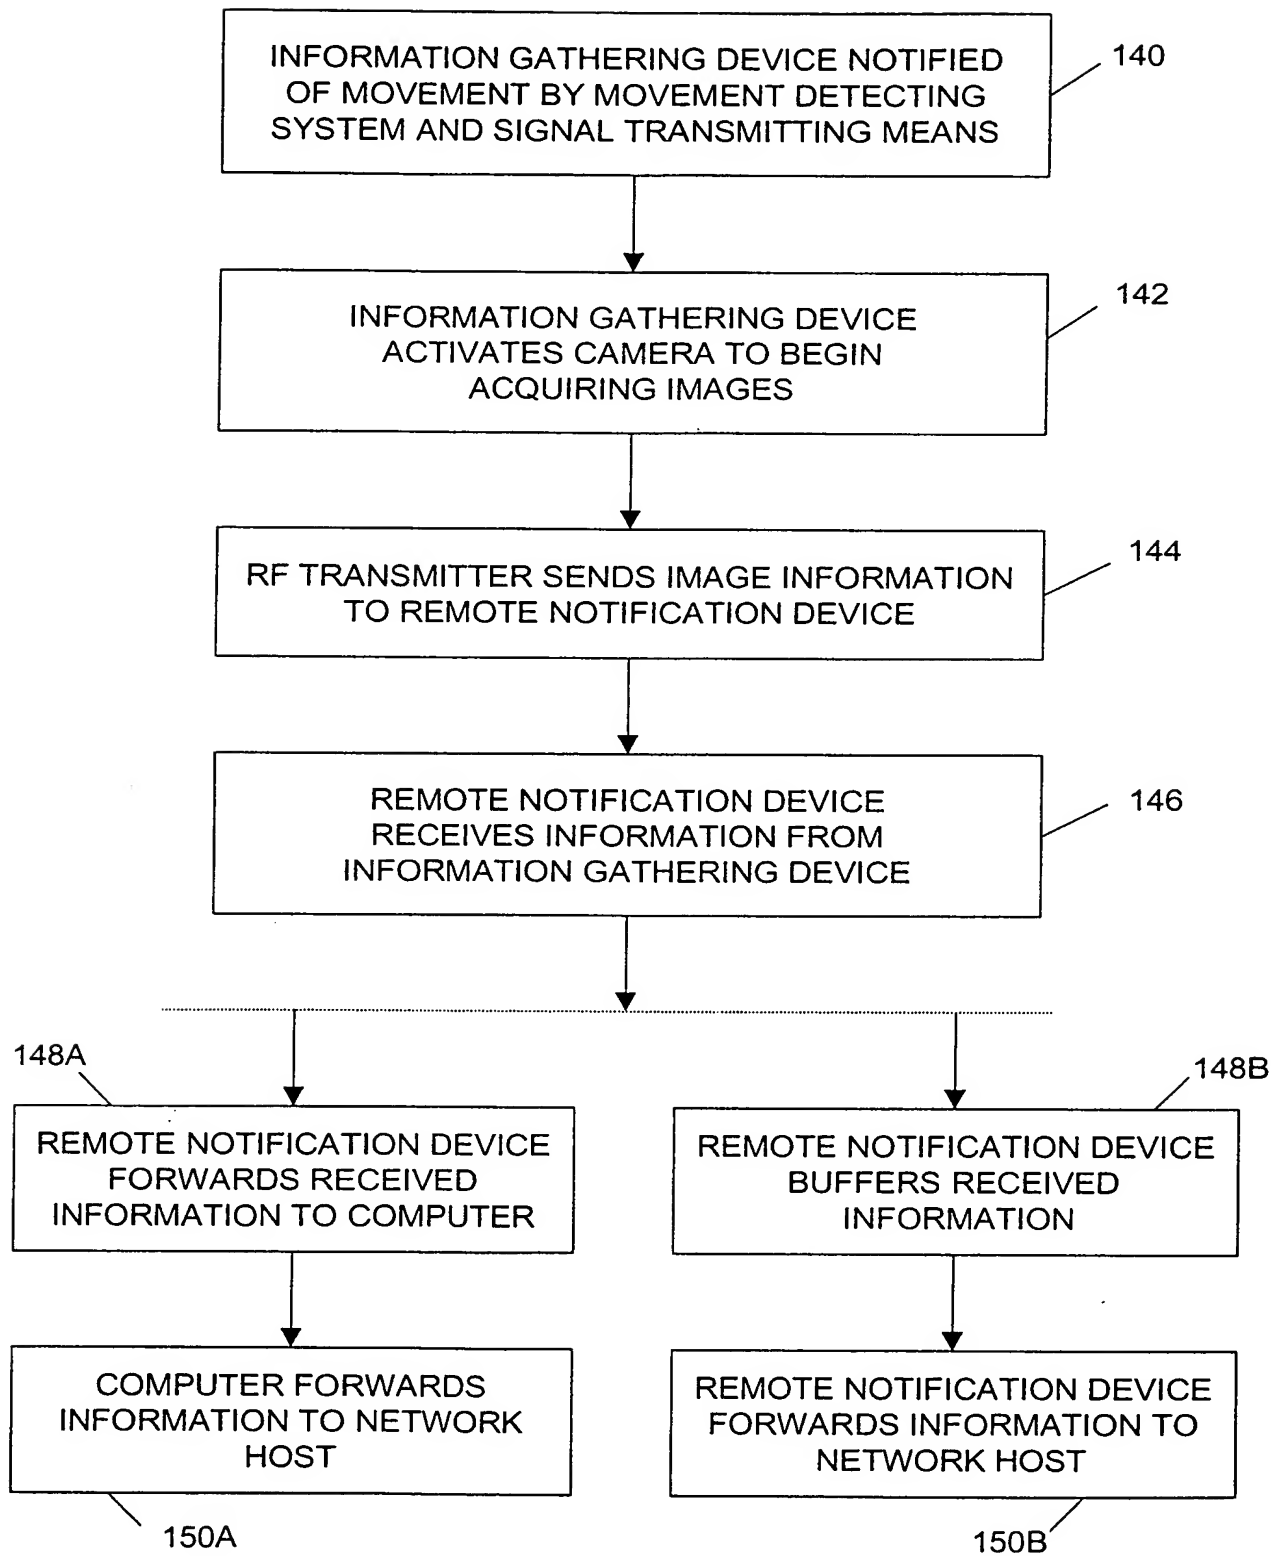 INFORMATION GATHERING DEVICE NOTIFIED
OF MOVEMENT BY MOVEMENT DETECTING
SYSTEM AND SIGNAL TRANSMITTING MEANS
140
INFORMATION GATHERING DEVICE
ACTIVATES CAMERA TO BEGIN
ACQUIRING IMAGES
142
RF TRANSMITTER SENDS IMAGE INFORMATION
TO REMOTE NOTIFICATION DEVICE
144
REMOTE NOTIFICATION DEVICE
RECEIVES INFORMATION FROM
INFORMATION GATHERING DEVICE
146
148A
REMOTE NOTIFICATION DEVICE
FORWARDS RECEIVED
INFORMATION TO COMPUTER
148B
REMOTE NOTIFICATION DEVICE
BUFFERS RECEIVED
INFORMATION
COMPUTER FORWARDS
INFORMATION TO NETWORK
HOST
150A
REMOTE NOTIFICATION DEVICE
FORWARDS INFORMATION TO
NETWORK HOST
150B